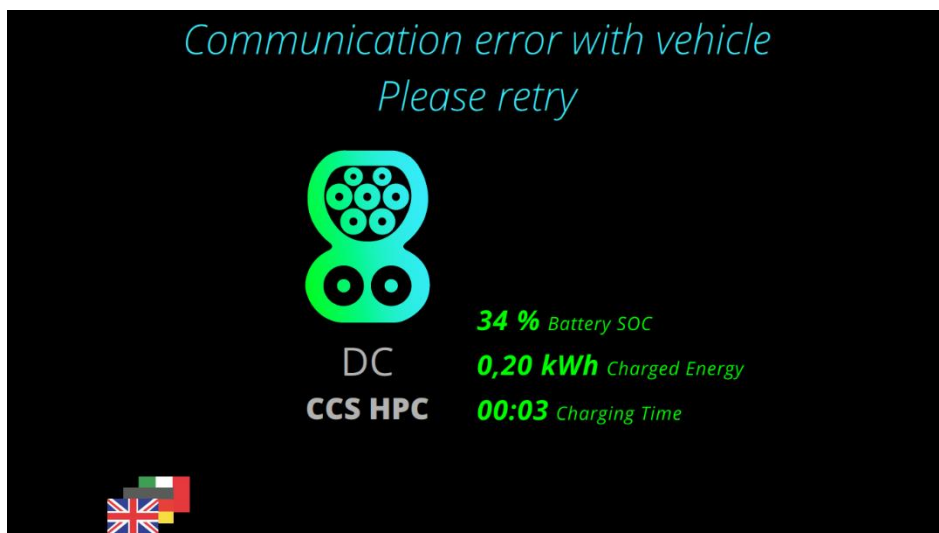 Communication error with vehicle
Please retry
34 % Battery SOC
DC
0,20 kWh Charged Energy
CCS HPC
00:03 Charging Time